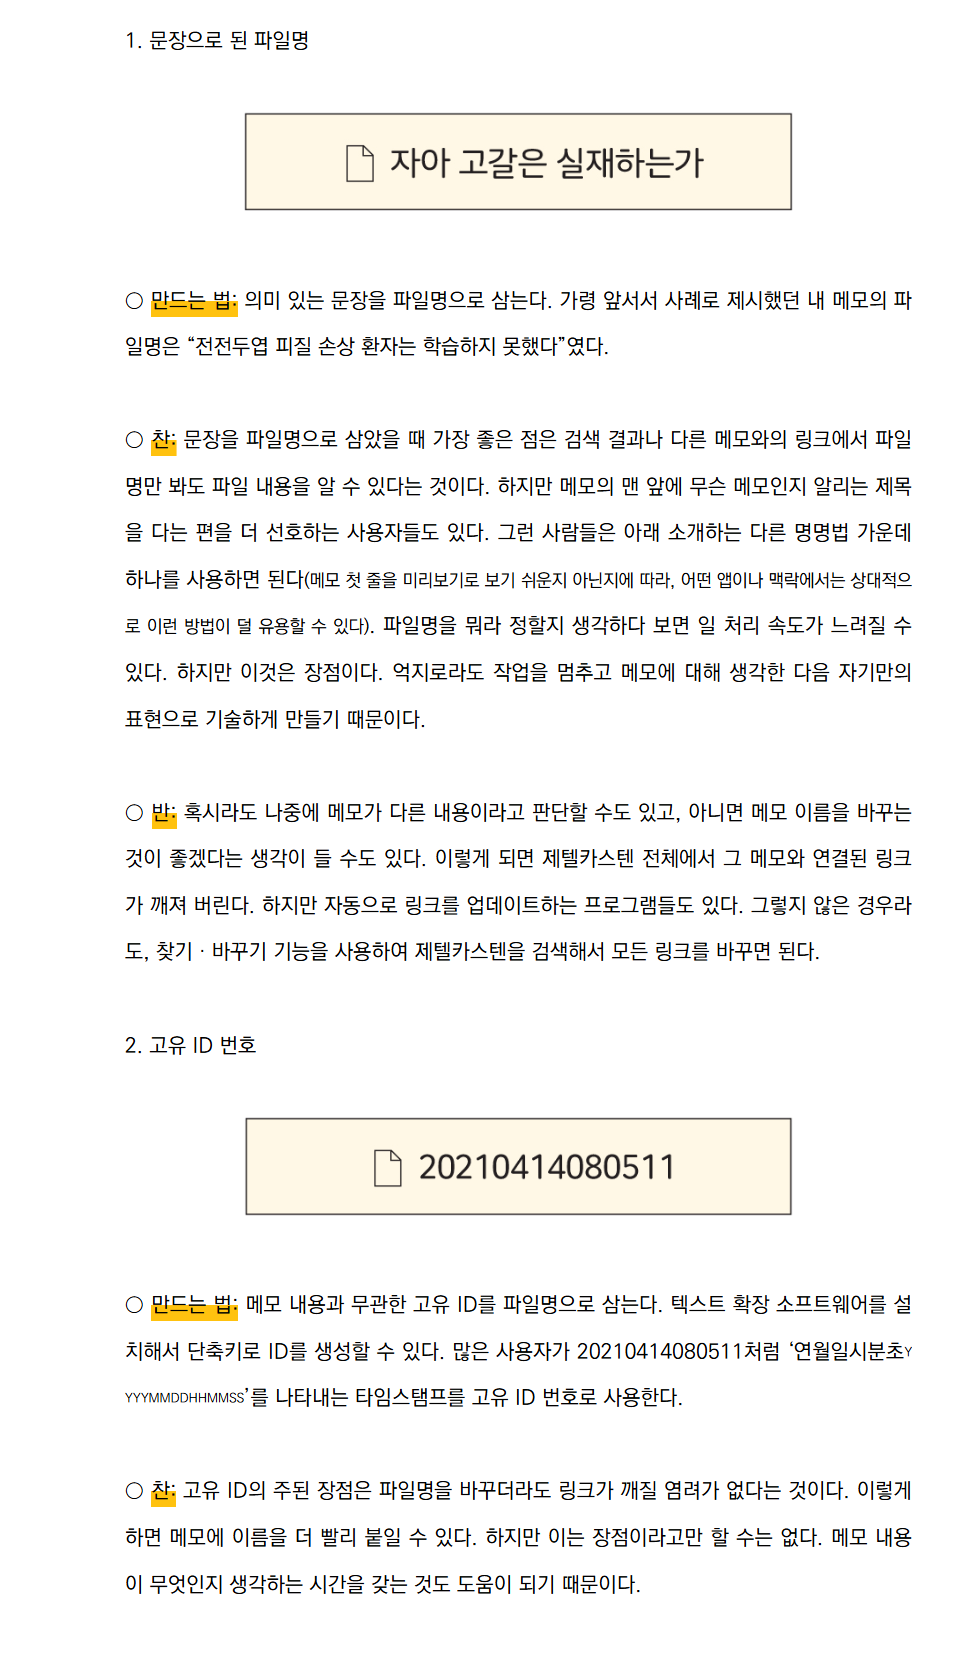 1. 문장으로 된 파일명
자아 고갈은 실재하는가
○ 만드는 법: 의미 있는 문장을 파일명으로 삼는다. 가령 앞서서 사례로 제시했던 내 메모의 파
일명은 “전전두엽 피질 손상 환자는 학습하지 못했다”였다.
○ 찬: 문장을 파일명으로 삼았을 때 가장 좋은 점은 검색 결과나 다른 메모와의 링크에서 파일
명만 봐도 파일 내용을 알 수 있다는 것이다. 하지만 메모의 맨 앞에 무슨 메모인지 알리는 제목
을 다는 편을 더 선호하는 사용자들도 있다. 그런 사람들은 아래 소개하는 다른 명명법 가운데
하나를 사용하면 된다(메모 첫 줄을 미리보기로 보기 쉬운지 아닌지에 따라, 어떤 앱이나 맥락에서는 상대적으
로 이런 방법이 덜 유용할 수 있다). 파일명을 뭐라 정할지 생각하다 보면 일 처리 속도가 느려질 수
있다. 하지만 이것은 장점이다. 억지로라도 작업을 멈추고 메모에 대해 생각한 다음 자기만의
표현으로 기술하게 만들기 때문이다.
○ 반: 혹시라도 나중에 메모가 다른 내용이라고 판단할 수도 있고, 아니면 메모 이름을 바꾸는
것이 좋겠다는 생각이 들 수도 있다. 이렇게 되면 제텔카스텐 전체에서 그 메모와 연결된 링크
가 깨져 버린다. 하지만 자동으로 링크를 업데이트하는 프로그램들도 있다. 그렇지 않은 경우라
도, 찾기 · 바꾸기 기능을 사용하여 제텔카스텐을 검색해서 모든 링크를 바꾸면 된다.
2. 고유 ID 번호
20210414080511
○ 만드는 법: 메모 내용과 무관한 고유 ID를 파일명으로 삼는다. 텍스트 확장 소프트웨어를 설
치해서 단축키로 ID를 생성할 수 있다. 많은 사용자가 20210414080511처럼 ‘연월일시분초Y
YYYMMDDHHMMSS’를 나타내는 타임스탬프를 고유 ID 번호로 사용한다.
○ 찬: 고유 ID의 주된 장점은 파일명을 바꾸더라도 링크가 깨질 염려가 없다는 것이다. 이렇게
하면 메모에 이름을 더 빨리 붙일 수 있다. 하지만 이는 장점이라고만 할 수는 없다. 메모 내용
이 무엇인지 생각하는 시간을 갖는 것도 도움이 되기 때문이다.